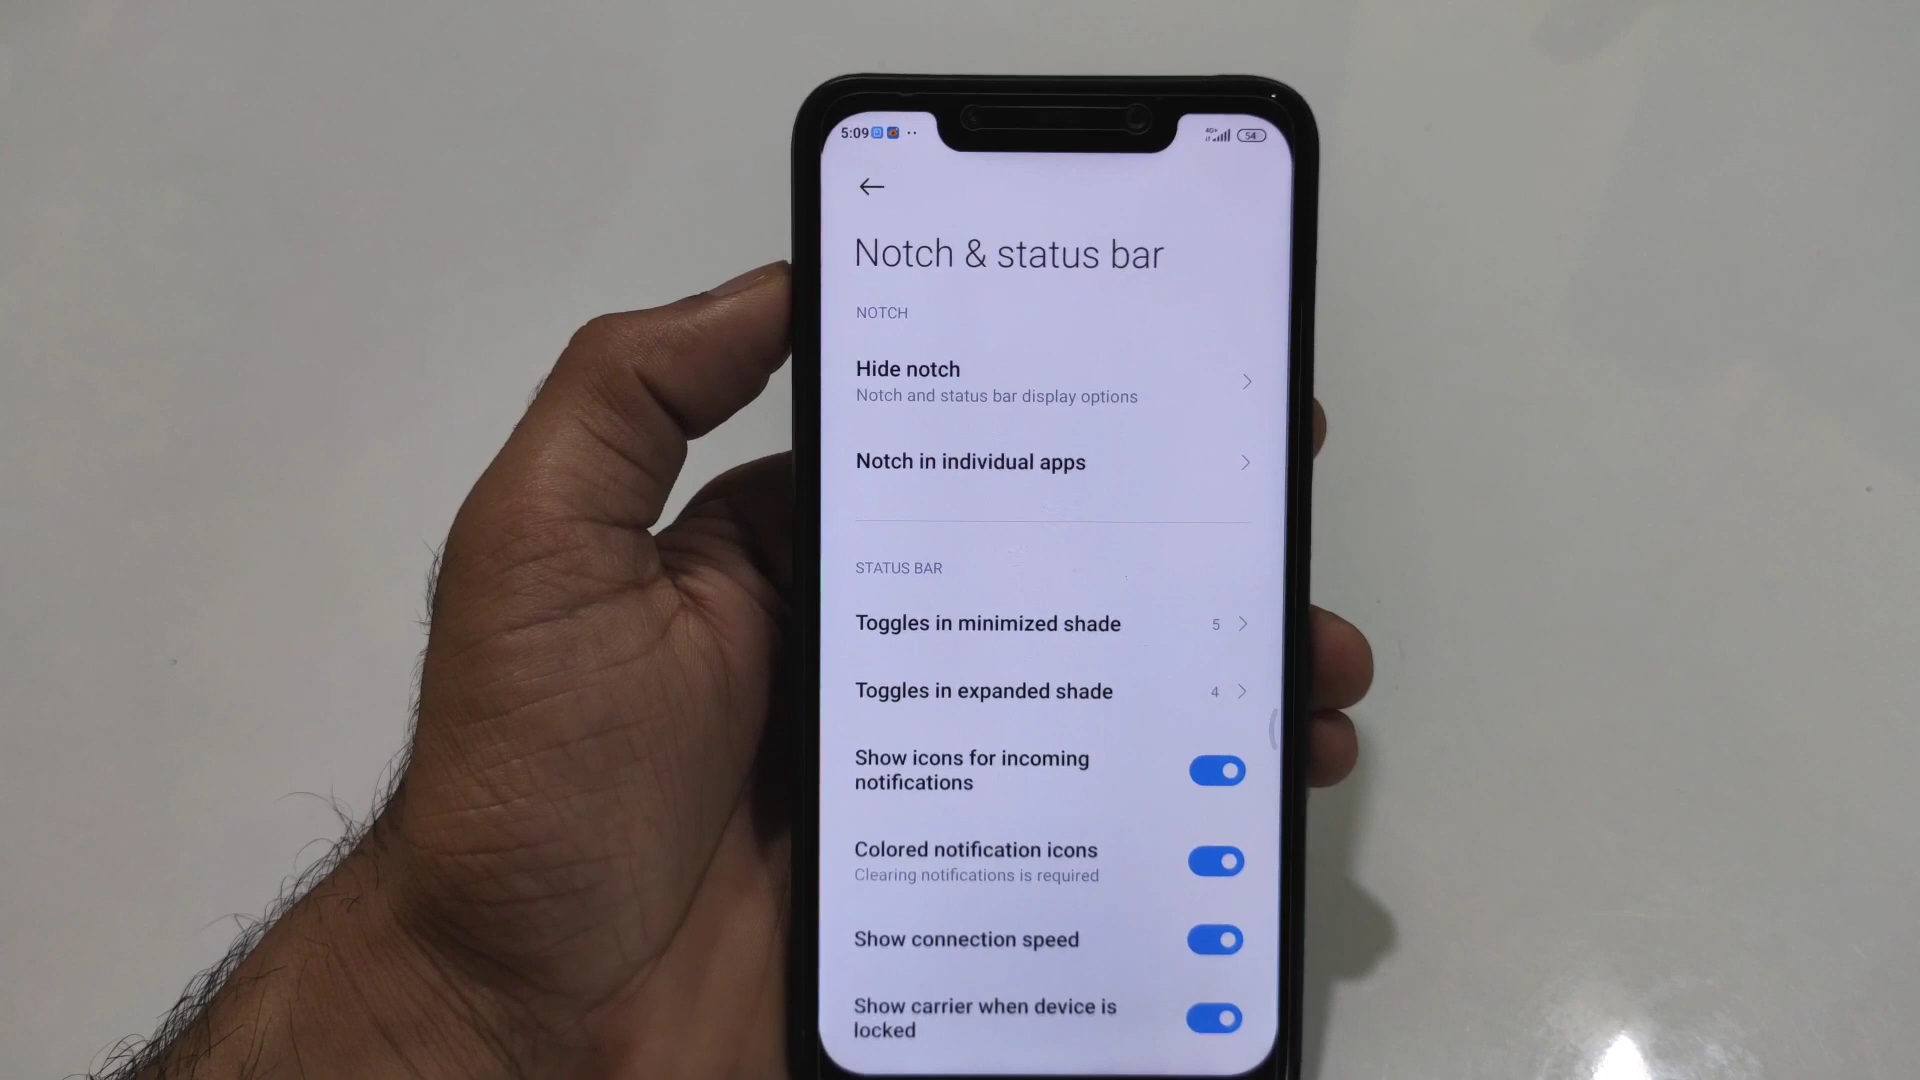 5:09
4G+ 54
Notch & status bar
NOTCH
Hide notch
Notch and status bar display options
Notch in individual apps
STATUS BAR
Toggles in minimized shade 5
Toggles in expanded shade 4
Show icons for incoming
notifications
Colored notification icons
Clearing notifications is required
Show connection speed
Show carrier when device is
locked